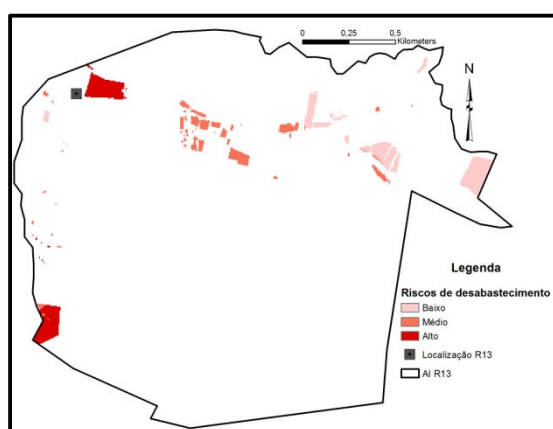 0 0,25 0,5
Kilometers
N
Legenda
Riscos de desabastecimento
Baixo
Médio
Alto
Localização R13
AI R13